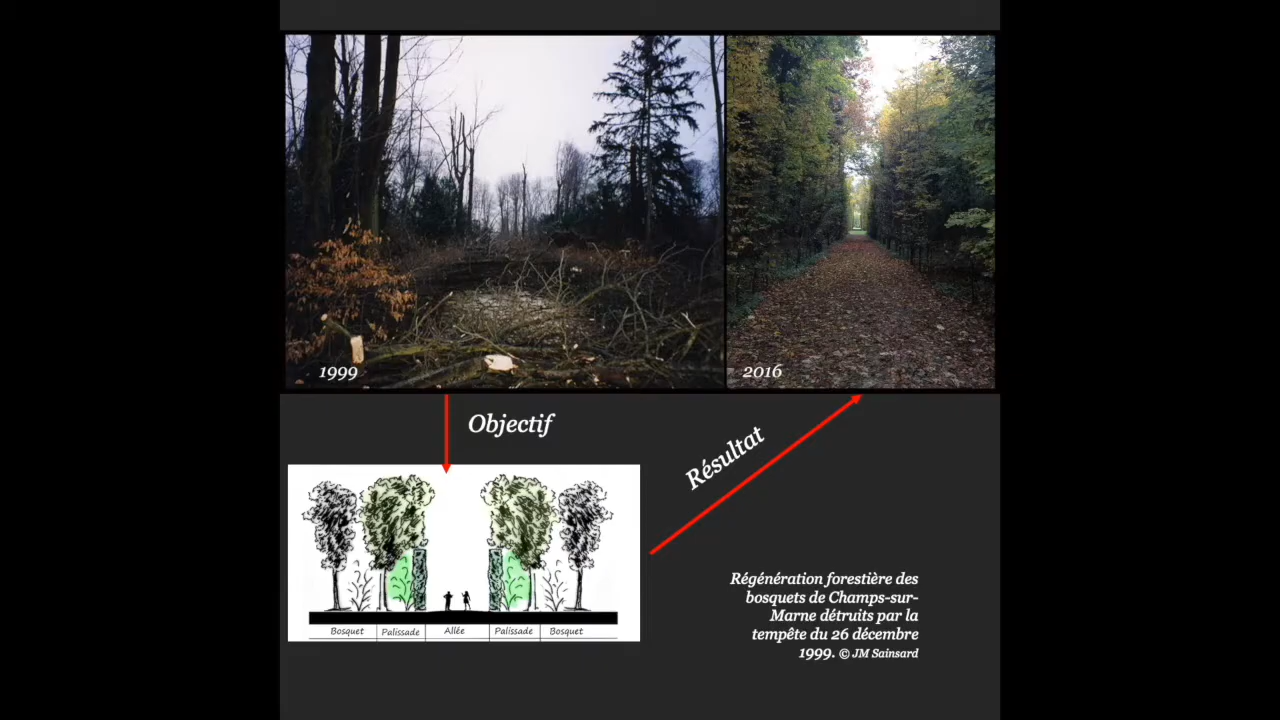 1999
2016
Objectif
Résultat
Bosquet Palissade Allée Palissade Bosquet
Régénération forestière des
bosquets de Champs-sur-
Marne détruits par la
tempête du 26 décembre
1999. © JM Sainsard